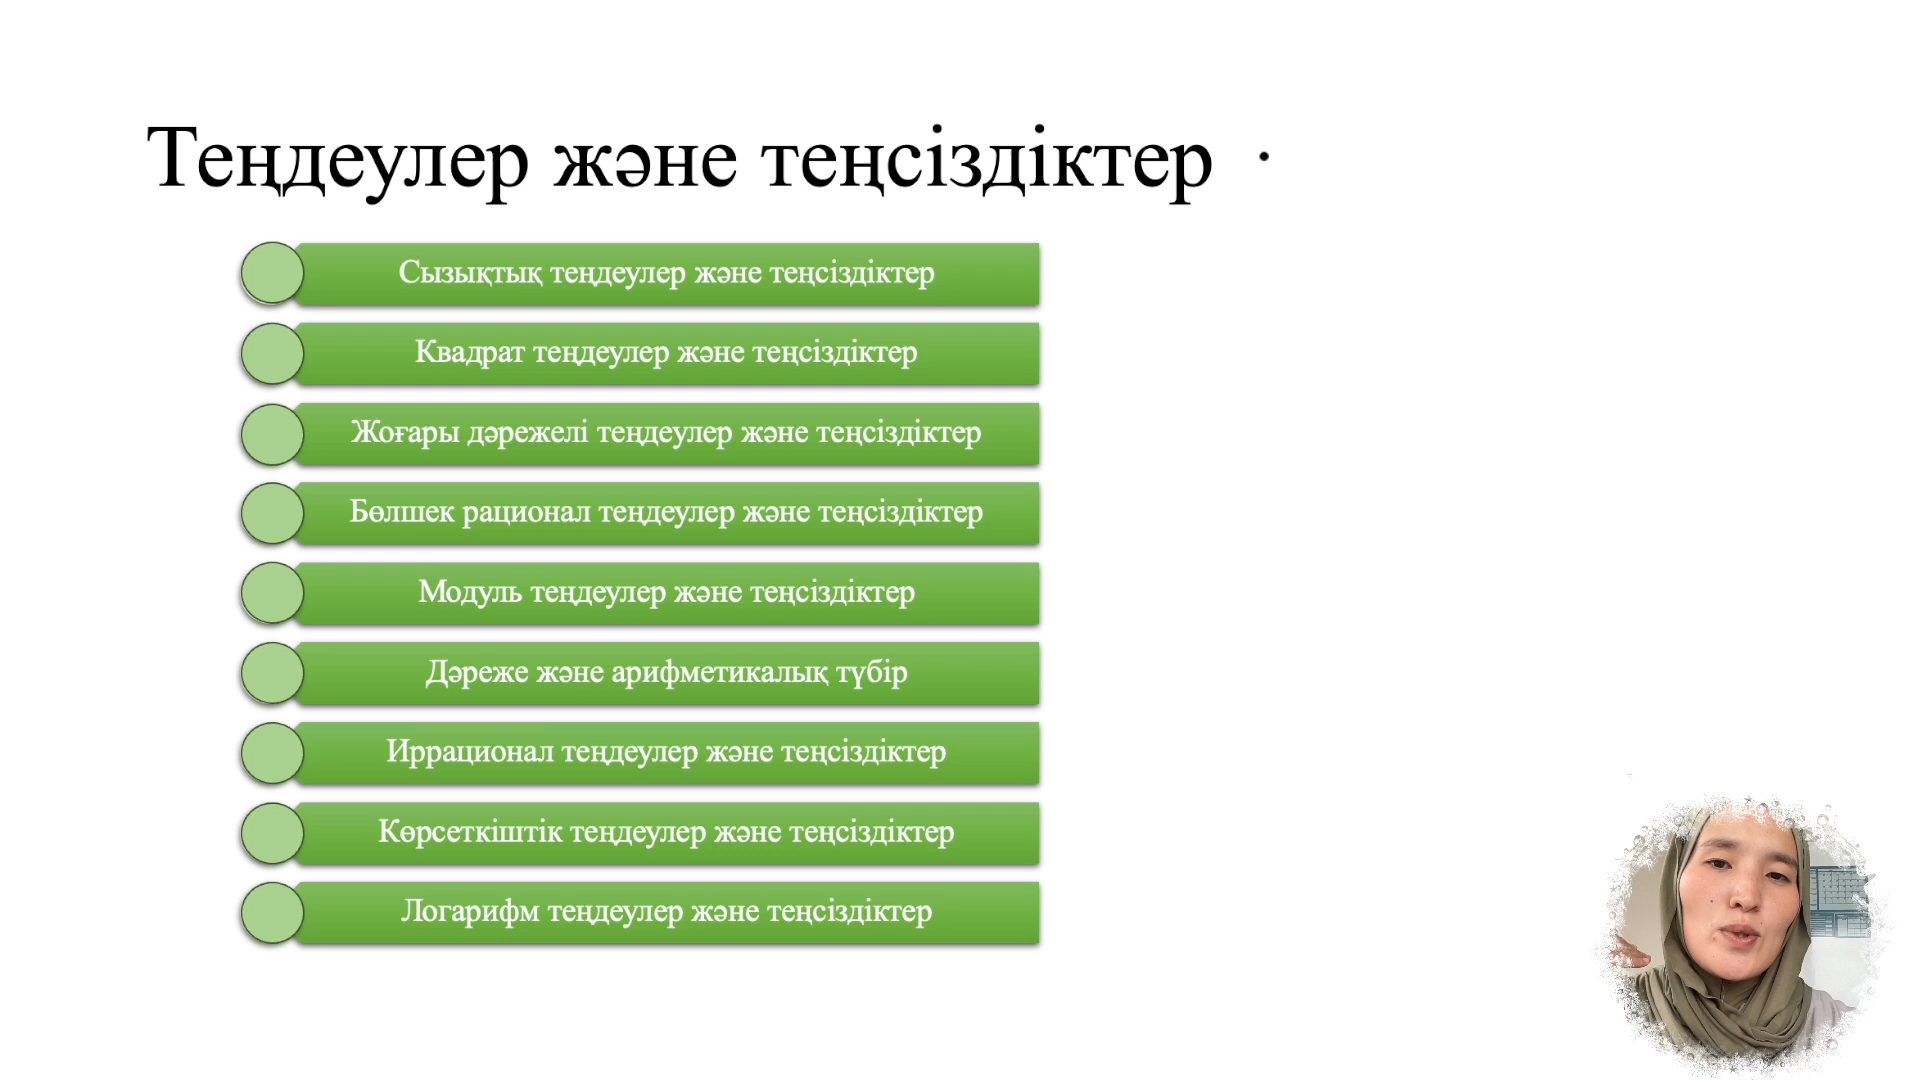 Теңдеулер және теңсіздіктер
Сызықтық теңдеулер және теңсіздіктер
Квадрат теңдеулер және теңсіздіктер
Жоғары дәрежелі теңдеулер және теңсіздіктер
Бөлшек рационал теңдеулер және теңсіздіктер
Модуль теңдеулер және теңсіздіктер
Дәреже және арифметикалық түбір
Иррационал теңдеулер және теңсіздіктер
Көрсеткіштік теңдеулер және теңсіздіктер
Логарифм теңдеулер және теңсіздіктер